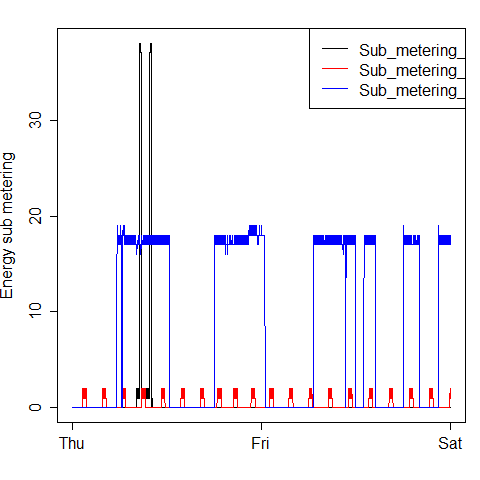 Sub_metering_
Sub_metering_
Sub_metering_
Energy sub metering
30
20
10
0
Thu Fri Sat